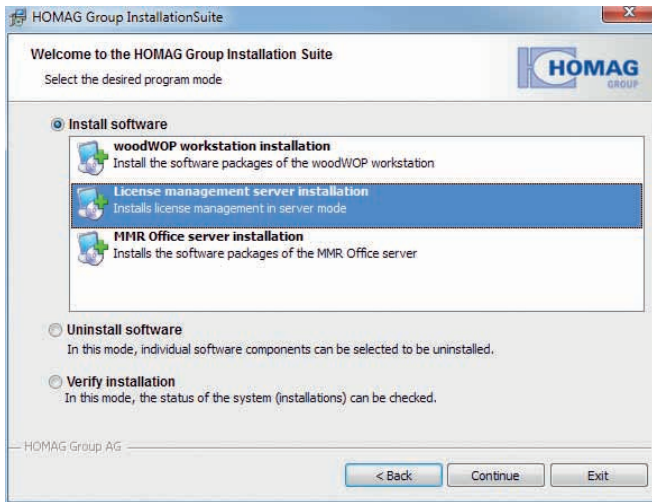 HOMAG Group InstallationSuite
Welcome to the HOMAG Group Installation Suite
Select the desired program mode
HOMAG
GROUP
Install software
woodWOP workstation installation
Install the software packages of the woodWOP workstation
License management server installation
Installs license management in server mode
MMR Office server installation
Installs the software packages of the MMR Office server
Uninstall software
In this mode, individual software components can be selected to be uninstalled.
Verify installation
In this mode, the status of the system (installations) can be checked.
HOMAG Group AG
< Back
Continue
Exit